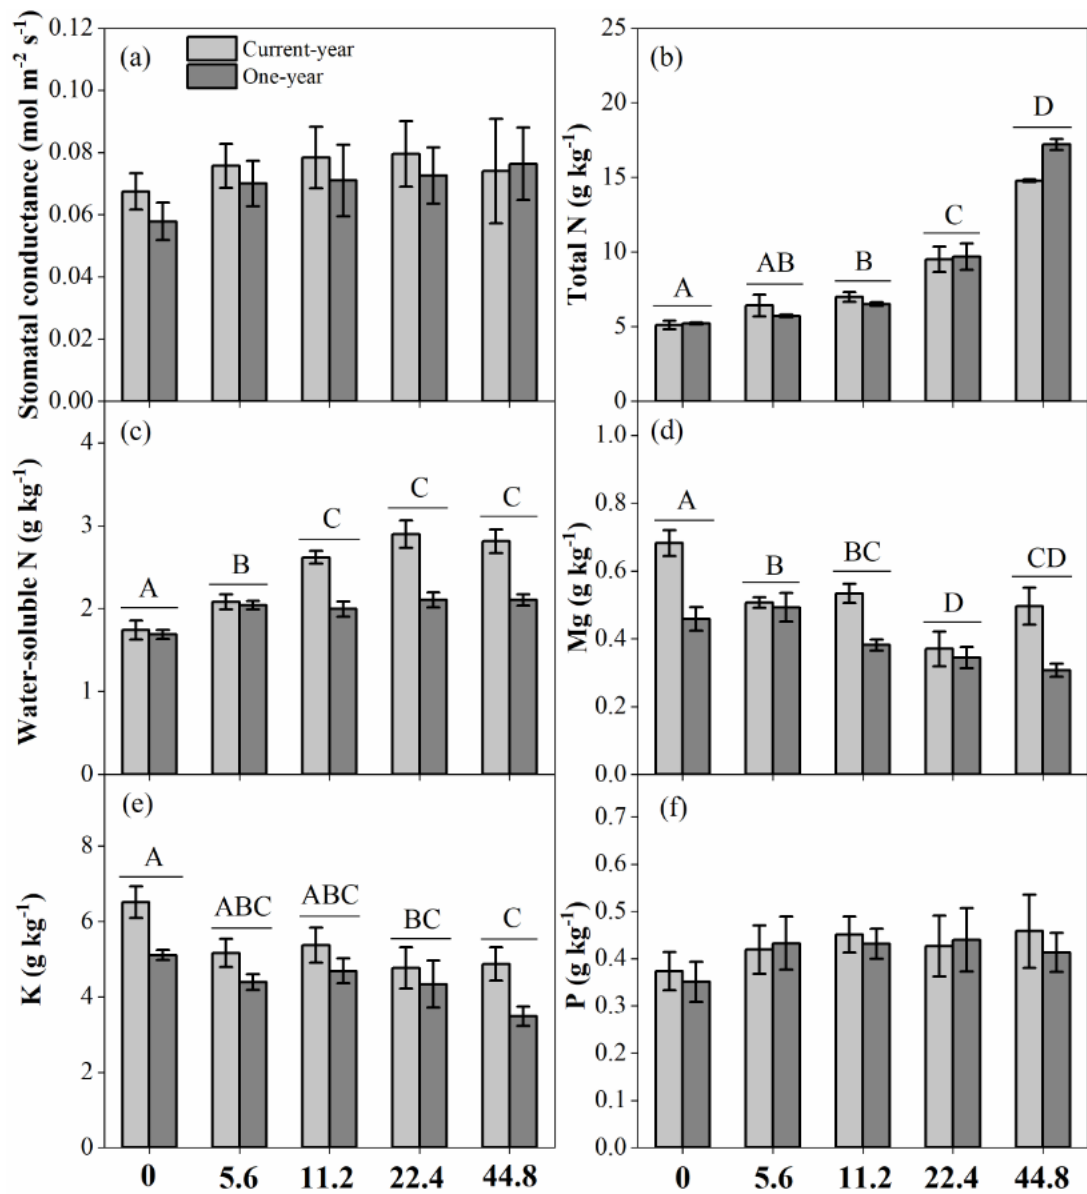 (a)
Current-year
One-year
Stomatal conductance (mol m⁻² s⁻¹)
0.12
0.10
0.08
0.06
0.04
0.02
0.00
(b)
Total N (g kg⁻¹)
25
20
15
10
5
0
A
AB
B
C
D
(c)
Water-soluble N (g kg⁻¹)
4
3
2
1
0
A
B
C
C
C
(d)
Mg (g kg⁻¹)
1.0
0.8
0.6
0.4
0.2
0.0
A
B
BC
D
CD
(e)
K (g kg⁻¹)
8
6
4
2
0
A
ABC
ABC
BC
C
0 5.6 11.2 22.4 44.8
(f)
P (g kg⁻¹)
0.7
0.6
0.5
0.4
0.3
0.2
0.1
0.0
0 5.6 11.2 22.4 44.8